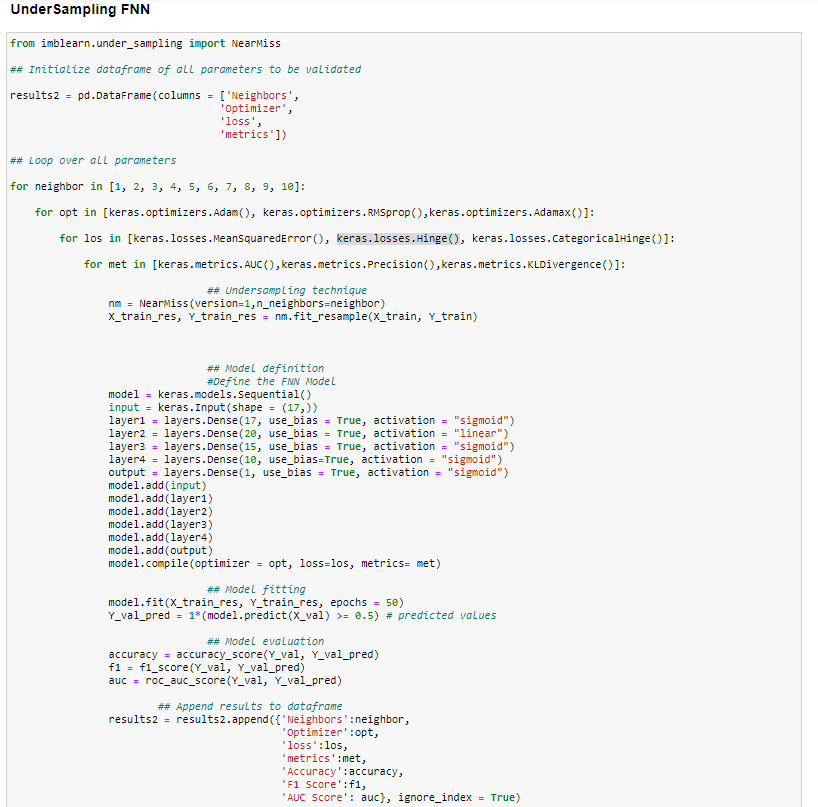 UnderSampling FNN
from imblearn.under_sampling import NearMiss
## Initialize dataframe of all parameters to be validated
results2 = pd.DataFrame(columns = ['Neighbors',
'Optimizer',
'loss',
'metrics'])
## Loop over all parameters
for neighbor in [1, 2, 3, 4, 5, 6, 7, 8, 9, 10]:
for opt in [keras.optimizers.Adam(), keras.optimizers.RMSprop(),keras.optimizers.Adamax()]:
for los in [keras.losses.MeanSquaredError(), keras.losses.Hinge(), keras.losses.CategoricalHinge()]:
for met in [keras.metrics.AUC(),keras.metrics.Precision(),keras.metrics.KLDivergence()]:
## Undersampling technique
nm = NearMiss(version=1,n_neighbors=neighbor)
X_train_res, Y_train_res = nm.fit_resample(X_train, Y_train)
## Model definition
#Define the FNN Model
model = keras.models.Sequential()
input = keras.Input(shape = (17,))
layer1 = layers.Dense(17, use_bias = True, activation = "sigmoid")
layer2 = layers.Dense(20, use_bias = True, activation = "linear")
layer3 = layers.Dense(15, use_bias = True, activation = "sigmoid")
layer4 = layers.Dense(10, use_bias=True, activation = "sigmoid")
output = layers.Dense(1, use_bias = True, activation = "sigmoid")
model.add(input)
model.add(layer1)
model.add(layer2)
model.add(layer3)
model.add(layer4)
model.add(output)
model.compile(optimizer = opt, loss=los, metrics= met)
## Model fitting
model.fit(X_train_res, Y_train_res, epochs = 50)
Y_val_pred = 1*(model.predict(X_val) >= 0.5) # predicted values
## Model evaluation
accuracy = accuracy_score(Y_val, Y_val_pred)
f1 = f1_score(Y_val, Y_val_pred)
auc = roc_auc_score(Y_val, Y_val_pred)
## Append results to dataframe
results2 = results2.append({'Neighbors':neighbor,
'Optimizer':opt,
'loss':los,
'metrics':met,
'Accuracy':accuracy,
'F1 Score':f1,
'AUC Score': auc}, ignore_index = True)